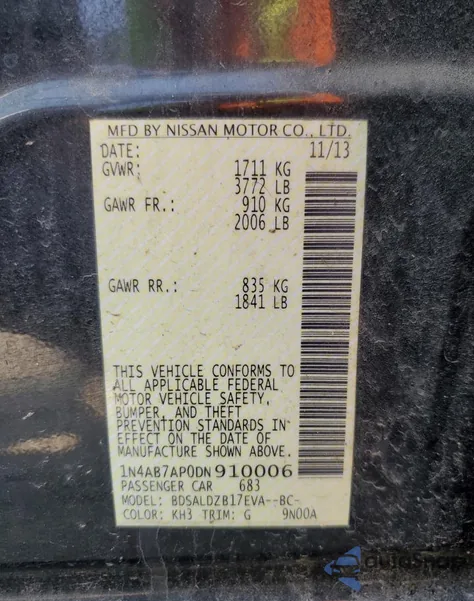 MFD BY NISSAN MOTOR CO., LTD.
DATE: 11/13
GVWR: 1711 KG
3772 LB
GAWR FR.: 910 KG
2006 LB
GAWR RR.: 835 KG
1841 LB
THIS VEHICLE CONFORMS TO
ALL APPLICABLE FEDERAL
MOTOR VEHICLE SAFETY,
BUMPER, AND THEFT
PREVENTION STANDARDS IN
EFFECT ON THE DATE OF
MANUFACTURE SHOWN ABOVE.
1N4AB7AP0DN910006
PASSENGER CAR 683
MODEL: BDSALDZB17EVA--BC-
COLOR: KH3 TRIM: G 9N00A